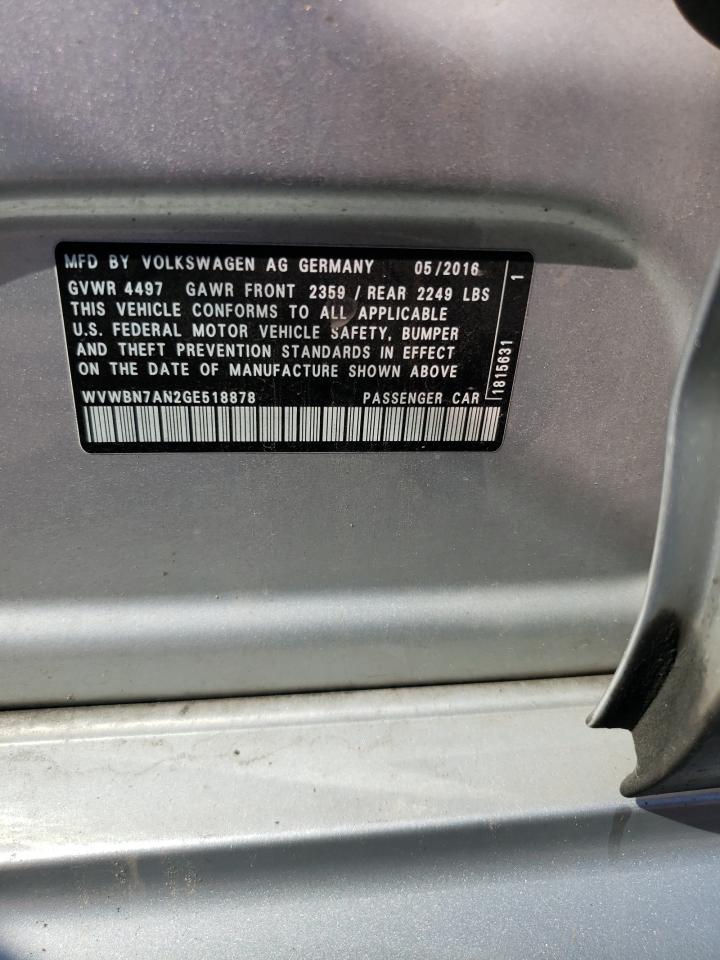 MFD BY VOLKSWAGEN AG GERMANY 05/2016
GVWR 4497 GAWR FRONT 2359 / REAR 2249 LBS
THIS VEHICLE CONFORMS TO ALL APPLICABLE
U.S. FEDERAL MOTOR VEHICLE SAFETY, BUMPER
AND THEFT PREVENTION STANDARDS IN EFFECT
ON THE DATE OF MANUFACTURE SHOWN ABOVE
WVWBN7AN2GE518878 PASSENGER CAR
1815631 1